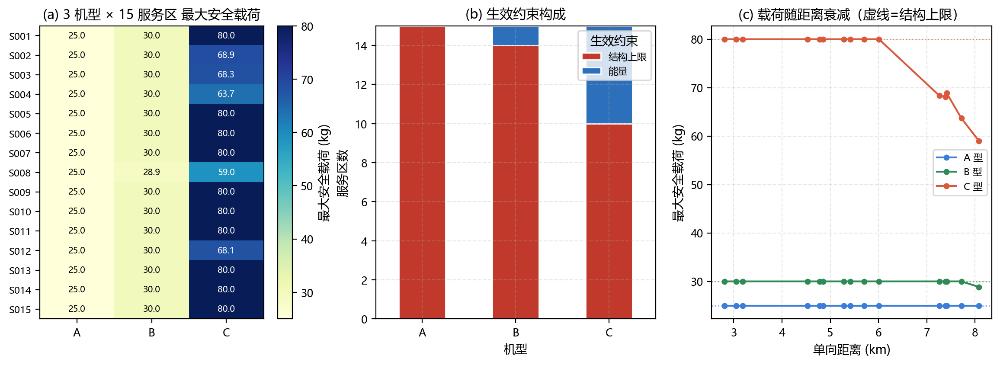 (a) 3 机型 × 15 服务区 最大安全载荷
S001 25.0 30.0 80.0
S002 25.0 30.0 68.9
S003 25.0 30.0 68.3
S004 25.0 30.0 63.7
S005 25.0 30.0 80.0
S006 25.0 30.0 80.0
S007 25.0 30.0 80.0
S008 25.0 28.9 59.0
S009 25.0 30.0 80.0
S010 25.0 30.0 80.0
S011 25.0 30.0 80.0
S012 25.0 30.0 68.1
S013 25.0 30.0 80.0
S014 25.0 30.0 80.0
S015 25.0 30.0 80.0
A B C
80
70
60
50
40
30
最大安全载荷 (kg)
(b) 生效约束构成
服务区数
14
12
10
8
6
4
2
0
生效约束
结构上限
能量
A B C
机型
(c) 载荷随距离衰减（虚线=结构上限）
最大安全载荷 (kg)
80
70
60
50
40
30
A 型
B 型
C 型
3 4 5 6 7 8
单向距离 (km)